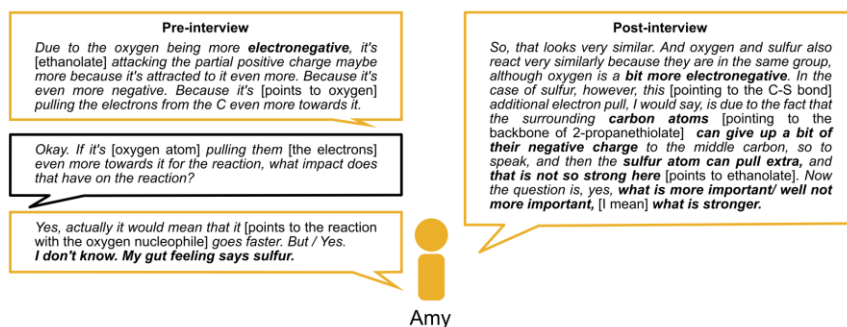 Pre-interview
Due to the oxygen being more electronegative, it's
[ethanolate] attacking the partial positive charge maybe
more because it's attracted to it even more. Because it's
even more negative. Because it's [points to oxygen]
pulling the electrons from the C even more towards it.
Okay. If it's [oxygen atom] pulling them [the electrons]
even more towards it for the reaction, what impact does
that have on the reaction?
Yes, actually it would mean that it [points to the reaction
with the oxygen nucleophile] goes faster. But / Yes.
I don't know. My gut feeling says sulfur.
Post-interview
So, that looks very similar. And oxygen and sulfur also
react very similarly because they are in the same group,
although oxygen is a bit more electronegative. In the
case of sulfur, however, this [pointing to the C-S bond]
additional electron pull, I would say, is due to the fact that
the surrounding carbon atoms [pointing to the
backbone of 2-propanethiolate] can give up a bit of
their negative charge to the middle carbon, so to
speak, and then the sulfur atom can pull extra, and
that is not so strong here [points to ethanolate]. Now
the question is, yes, what is more important/ well not
more important, [I mean] what is stronger.
Amy